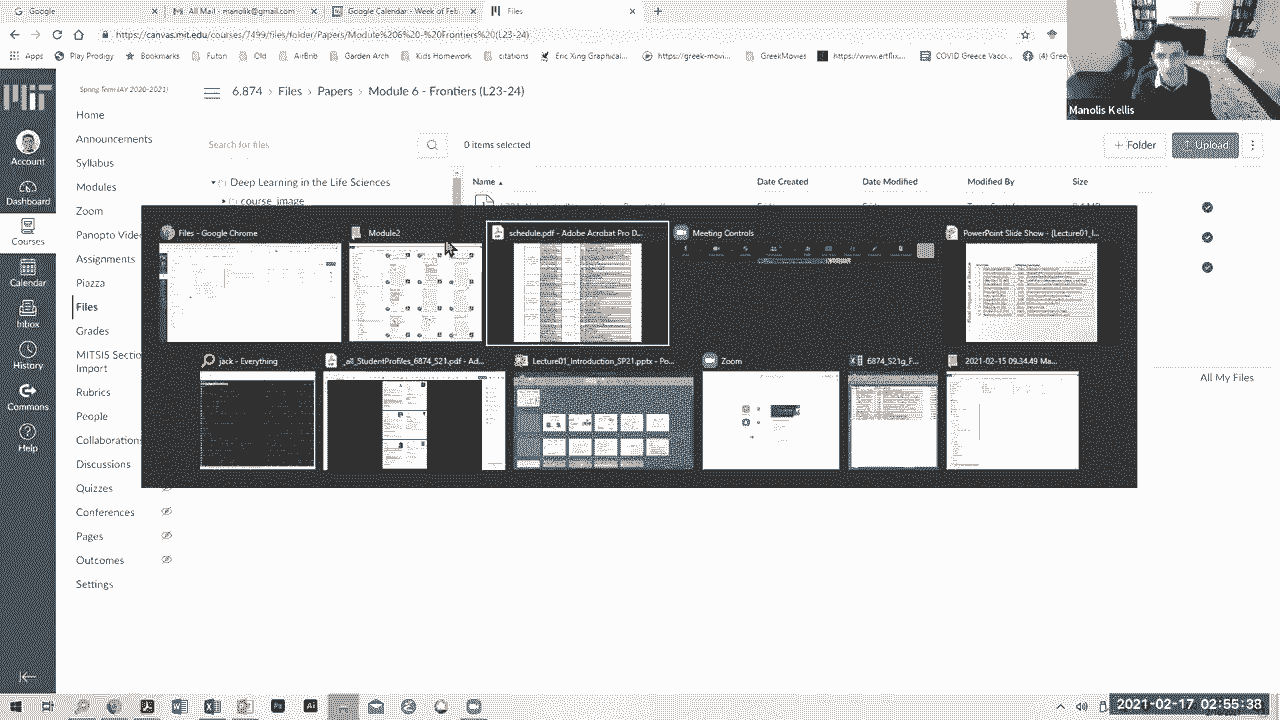 Google
All Mail - manolik@gmail.com
Google Calendar - Week of Feb
Files
https://canvas.mit.edu/courses/7499/files/folder/Papers/Module%206%20-%20Frontiers%20(L23-24)
Apps
Play Prodigy
Bookmarks
Futon
Old
AirBnb
Garden Arch
Kids Homework
citations
Eric Xing Graphical...
https://greek-movi...
GreekMovies
https://www.ertflix...
COVID Greece Vacc...
Manolis Kellis
MIT
Account
Dashboard
Courses
Calendar
Inbox
History
Commons
Help
Spring Term (AY 2020-2021)
Home
Announcements
Syllabus
Modules
Zoom
Panopto Video
Assignments
Piazza
Files
Grades
MITSIS Sectio
Import
Rubrics
People
Collaborations
Discussions
Quizzes
Conferences
Pages
Outcomes
Settings
6.874 > Files > Papers > Module 6 - Frontiers (L23-24)
Search for files
0 items selected
+ Folder
Upload
Deep Learning in the Life Sciences
course_image
Name
Date Created
Date Modified
Modified By
Size
Files - Google Chrome
Module2
schedule.pdf - Adobe Acrobat Pro D...
Meeting Controls
PowerPoint Slide Show - [Lecture01_I...
jack - Everything
_all_StudentProfiles_6874_S21.pdf - Ad...
Lecture01_Introduction_SP21.pptx - Po...
Zoom
6874_S21g_F...
2021-02-15 09.34.49 Ma...
All My Files
2021-02-17 02:55:38